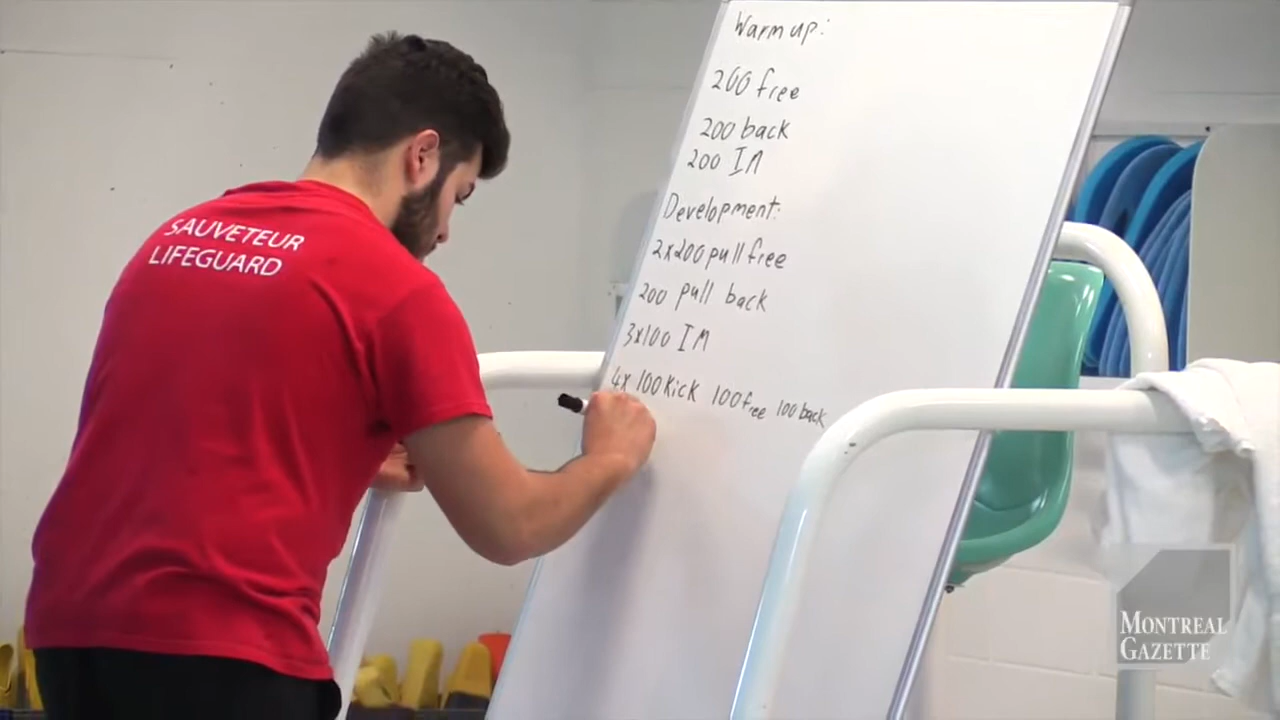 SAUVETEUR
LIFEGUARD
Warm up:
200 free
200 back
200 IM
Development:
2x200 pull free
200 pull back
3x100 IM
4x 100 Kick 100 free 100 back
MONTREAL
GAZETTE